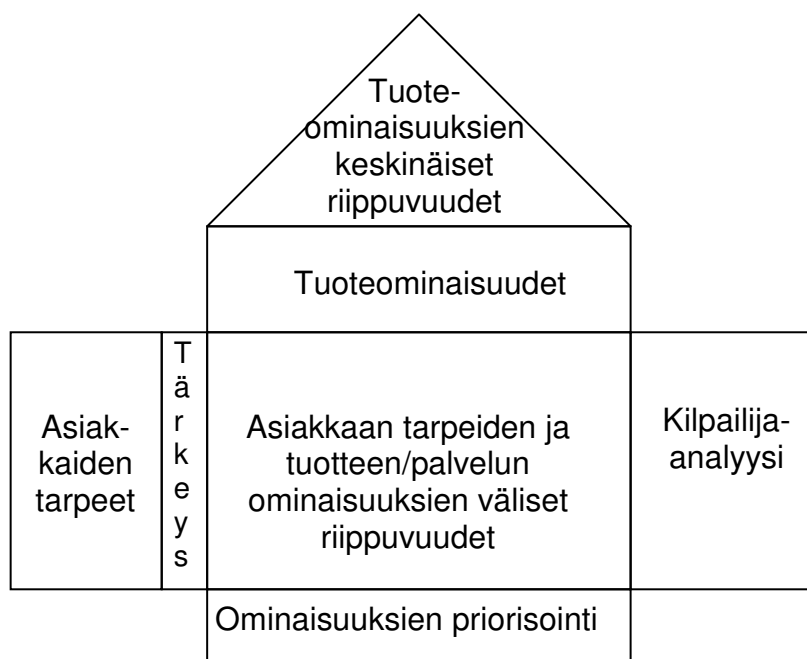 Tuote-
ominaisuuksien
keskinäiset
riippuvuudet
Tuoteominaisuudet
Asiak-
kaiden
tarpeet
Tärkeys
Asiakkaan tarpeiden ja
tuotteen/palvelun
ominaisuuksien väliset
riippuvuudet
Kilpailija-
analyysi
Ominaisuuksien priorisointi